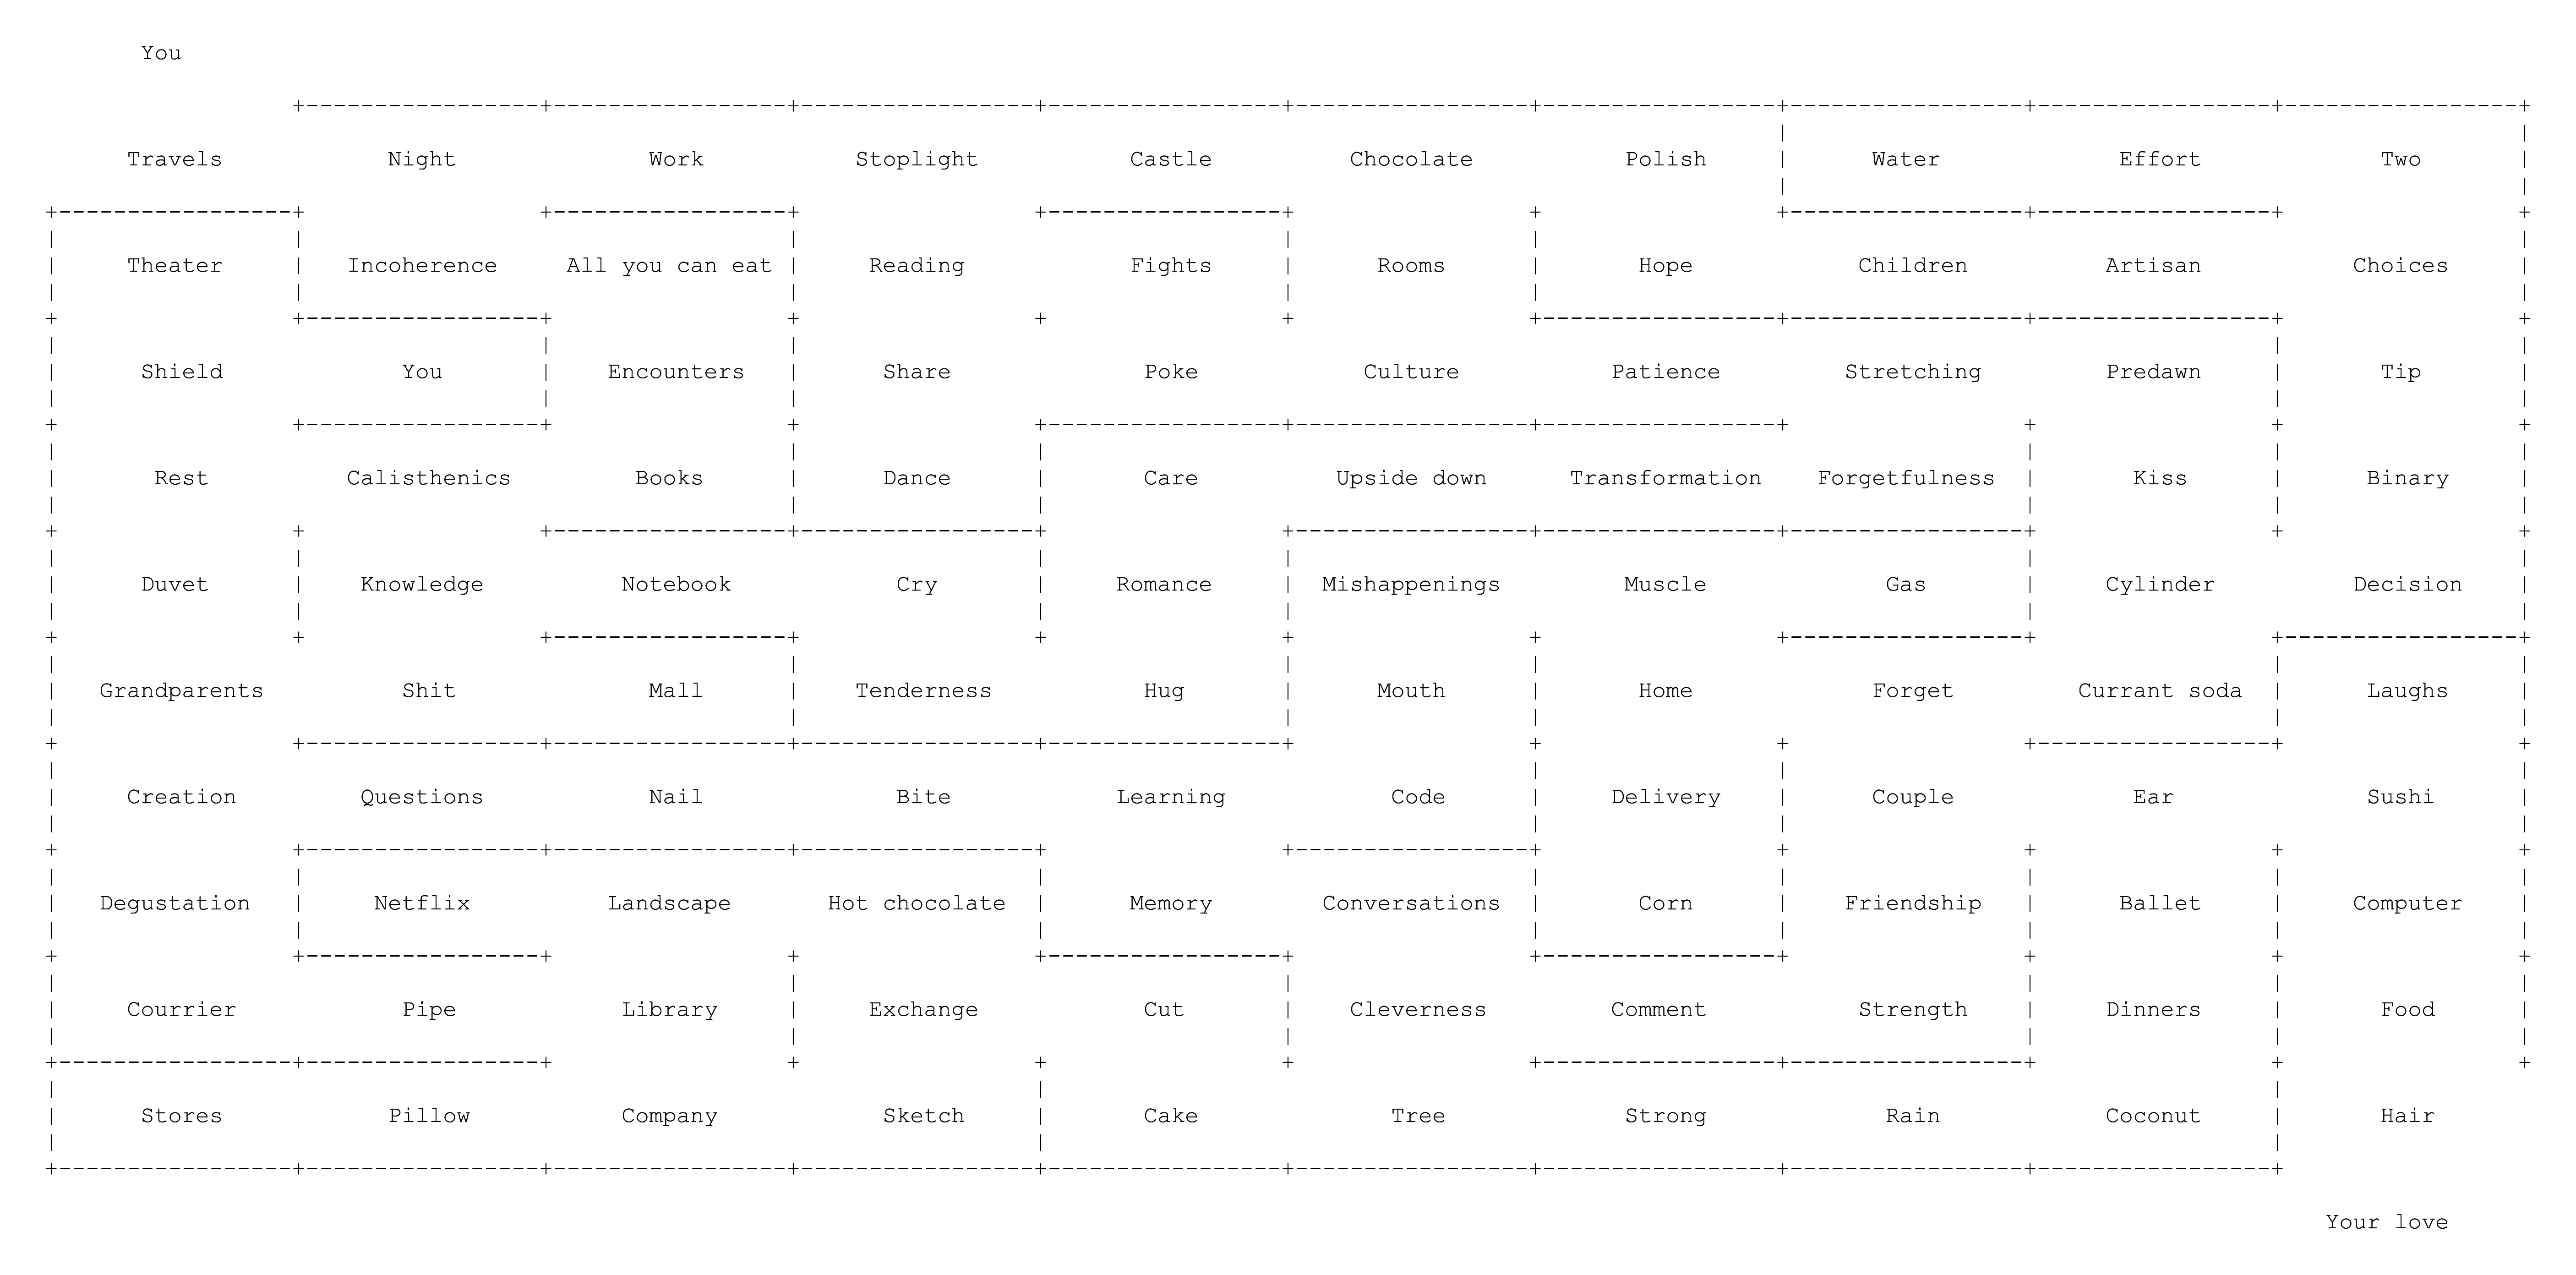 You
Travels Night Work Stoplight Castle Chocolate Polish Water Effort Two
Theater Incoherence All you can eat Reading Fights Rooms Hope Children Artisan Choices
Shield You Encounters Share Poke Culture Patience Stretching Predawn Tip
Rest Calisthenics Books Dance Care Upside down Transformation Forgetfulness Kiss Binary
Duvet Knowledge Notebook Cry Romance Mishappenings Muscle Gas Cylinder Decision
Grandparents Shit Mall Tenderness Hug Mouth Home Forget Currant soda Laughs
Creation Questions Nail Bite Learning Code Delivery Couple Ear Sushi
Degustation Netflix Landscape Hot chocolate Memory Conversations Corn Friendship Ballet Computer
Courrier Pipe Library Exchange Cut Cleverness Comment Strength Dinners Food
Stores Pillow Company Sketch Cake Tree Strong Rain Coconut Hair
Your love